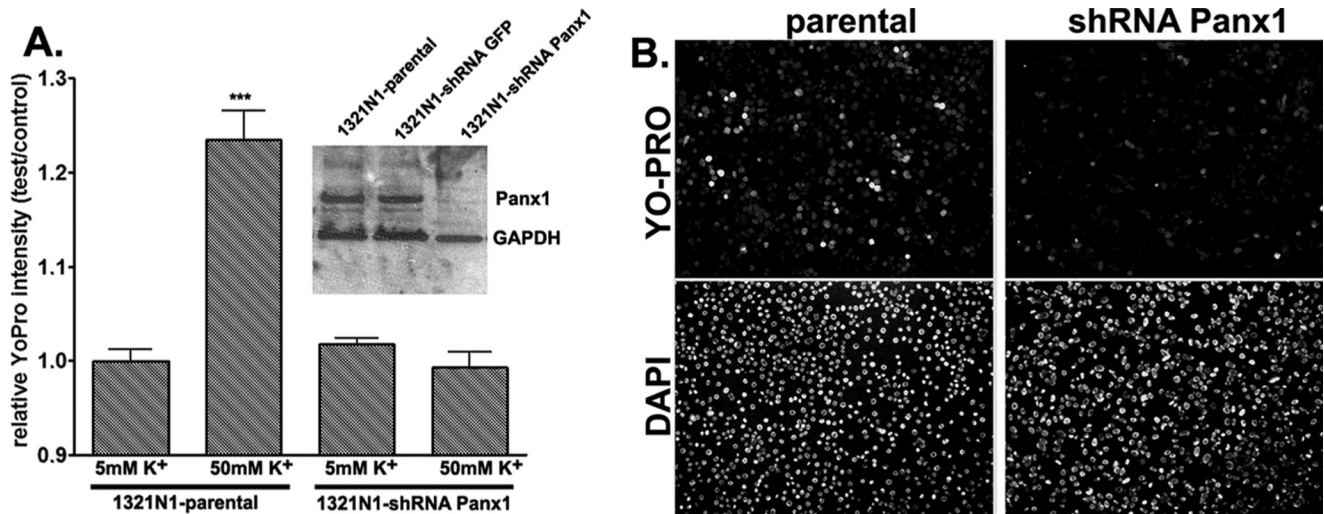 A.
relative YoPro intensity (test/control)
1.3
1.2
1.1
1.0
0.9
***
1321N1-parental
1321N1-shRNA GFP
1321N1-shRNA Panx1
Panx1
GAPDH
5mM K+
50mM K+
5mM K+
50mM K+
1321N1-parental
1321N1-shRNA Panx1
B.
parental
shRNA Panx1
YO-PRO
DAPI